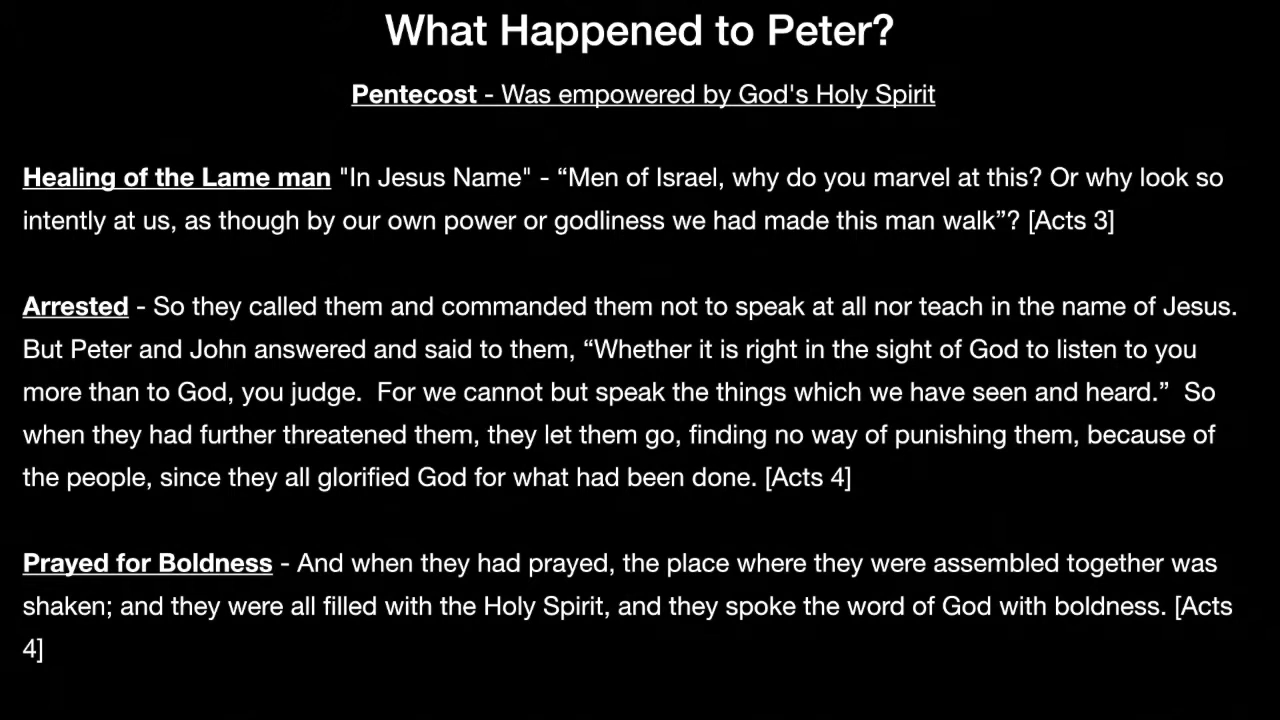 What Happened to Peter?
Pentecost - Was empowered by God's Holy Spirit
Healing of the Lame man "In Jesus Name" - “Men of Israel, why do you marvel at this? Or why look so
intently at us, as though by our own power or godliness we had made this man walk”? [Acts 3]
Arrested - So they called them and commanded them not to speak at all nor teach in the name of Jesus.
But Peter and John answered and said to them, “Whether it is right in the sight of God to listen to you
more than to God, you judge.  For we cannot but speak the things which we have seen and heard.”  So
when they had further threatened them, they let them go, finding no way of punishing them, because of
the people, since they all glorified God for what had been done. [Acts 4]
Prayed for Boldness - And when they had prayed, the place where they were assembled together was
shaken; and they were all filled with the Holy Spirit, and they spoke the word of God with boldness. [Acts
4]